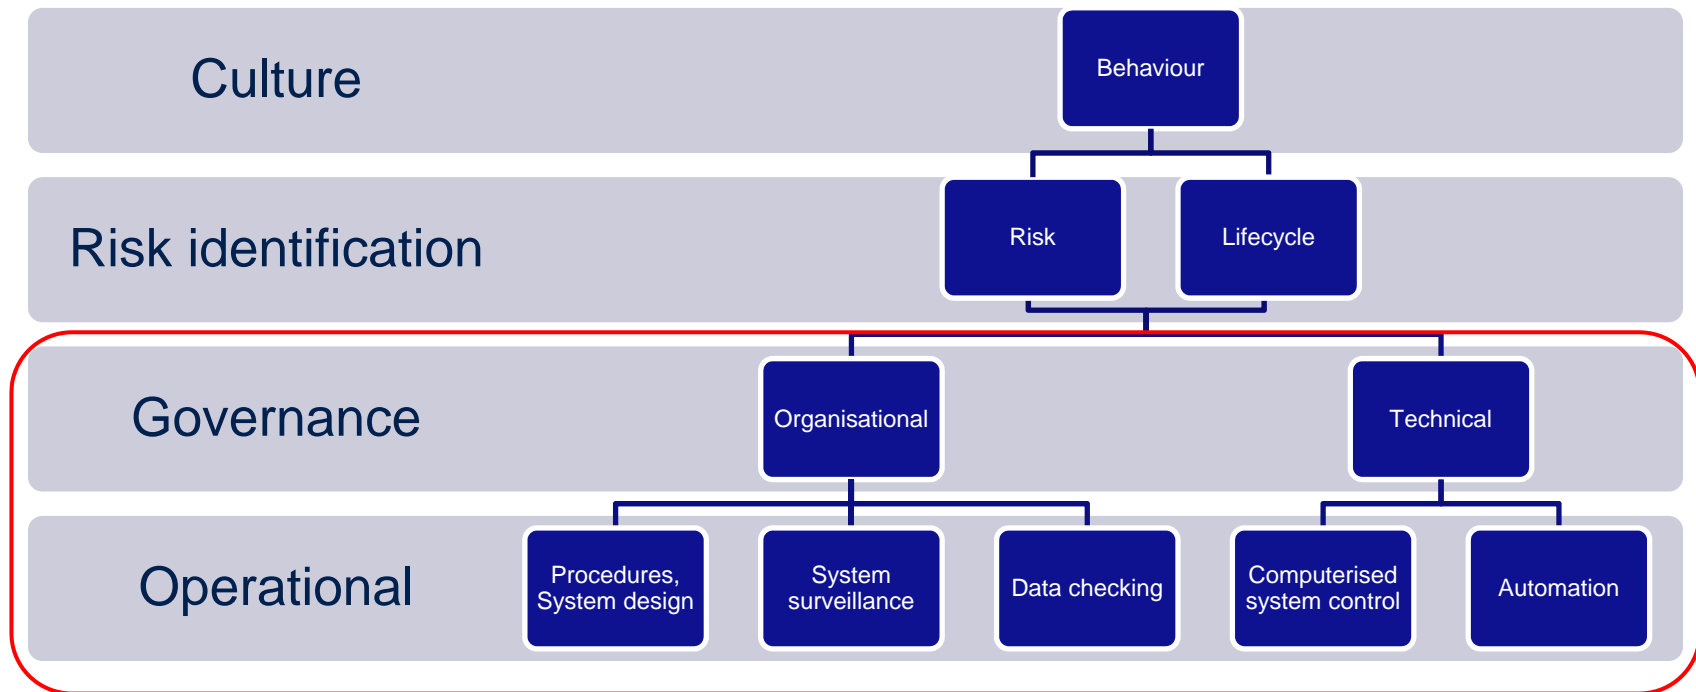 Culture
Behaviour
Risk identification
Risk
Lifecycle
Governance
Organisational
Technical
Operational
Procedures,
System design
System
surveillance
Data checking
Computerised
system control
Automation